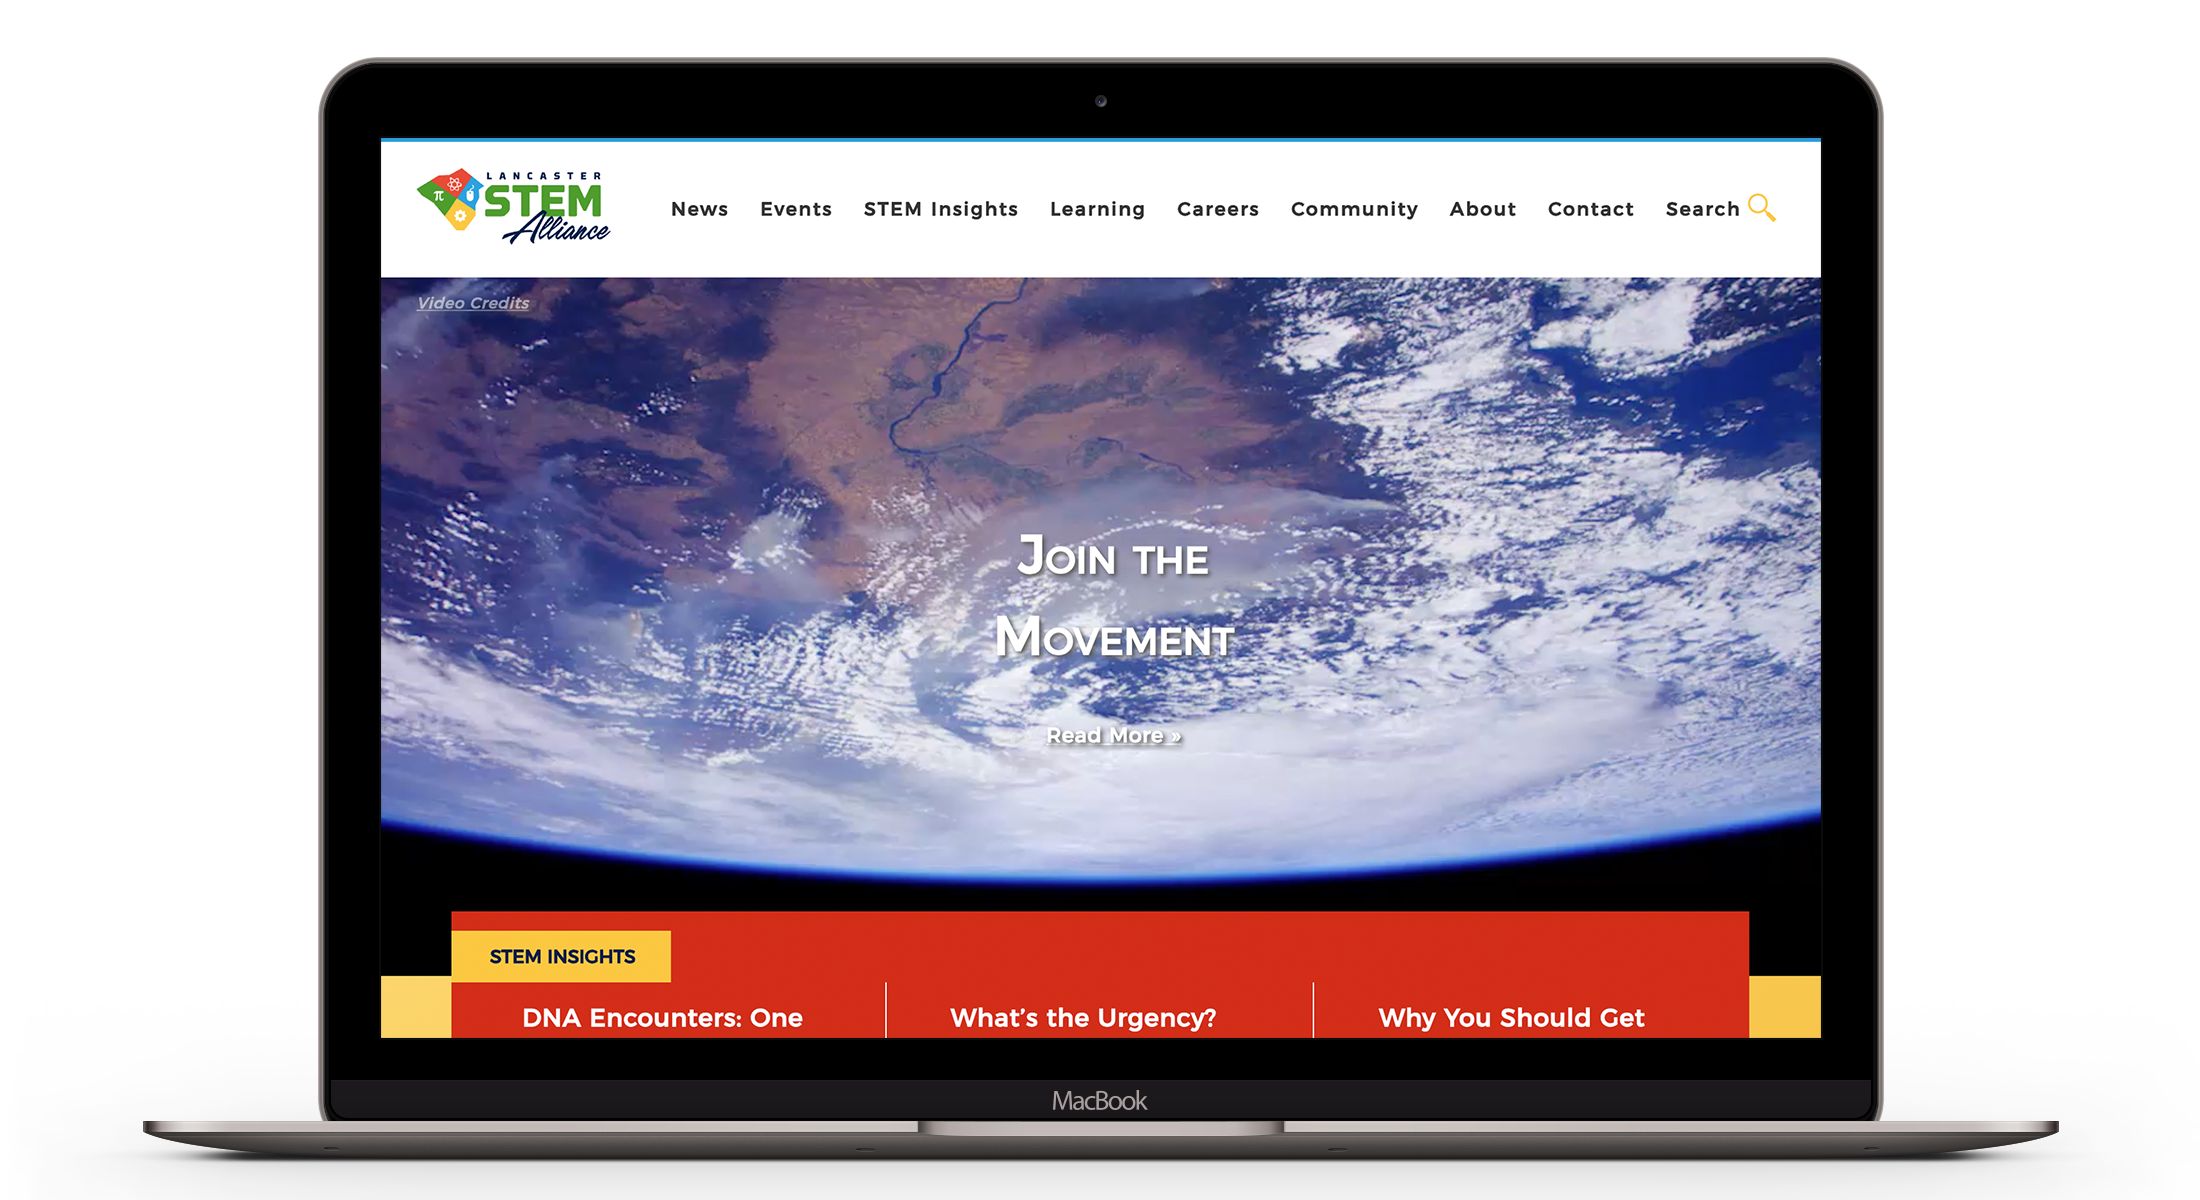 LANCASTER
STEM
Alliance
π
News Events STEM Insights Learning Careers Community About Contact Search
Video Credits
JOIN THE
MOVEMENT
Read More »
STEM INSIGHTS
DNA Encounters: One What's the Urgency? Why You Should Get
MacBook